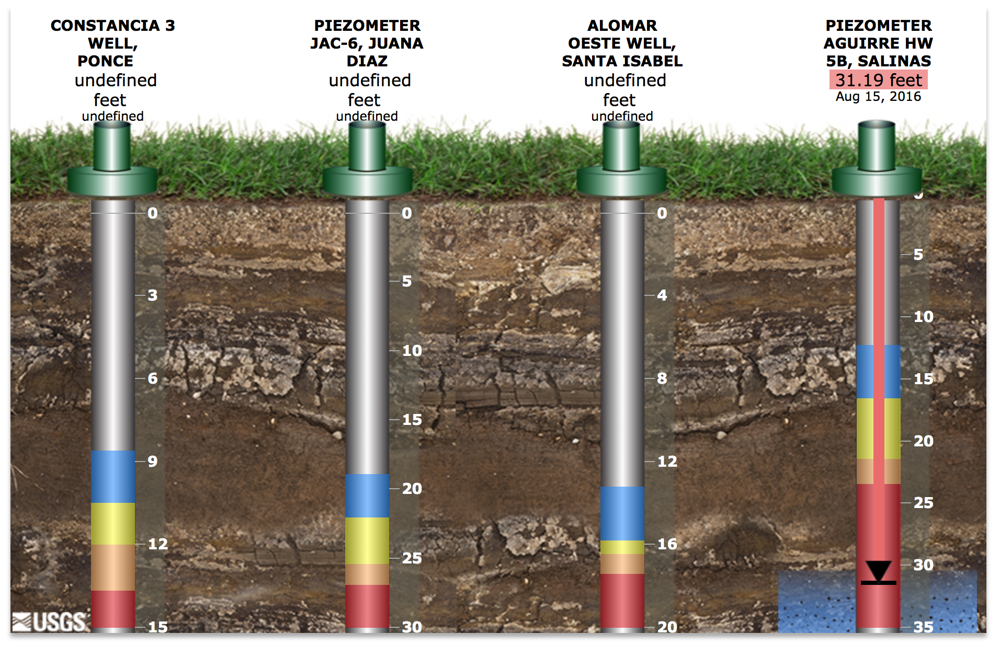 CONSTANCIA 3
WELL,
PONCE
undefined
feet
undefined
PIEZOMETER
JAC-6, JUANA
DIAZ
undefined
feet
undefined
ALOMAR
OESTE WELL,
SANTA ISABEL
undefined
feet
undefined
PIEZOMETER
AGUIRRE HW
5B, SALINAS
31.19 feet
Aug 15, 2016
0
3
6
9
12
15
0
5
10
15
20
25
30
0
4
8
12
16
20
0
5
10
15
20
25
30
35
USGS